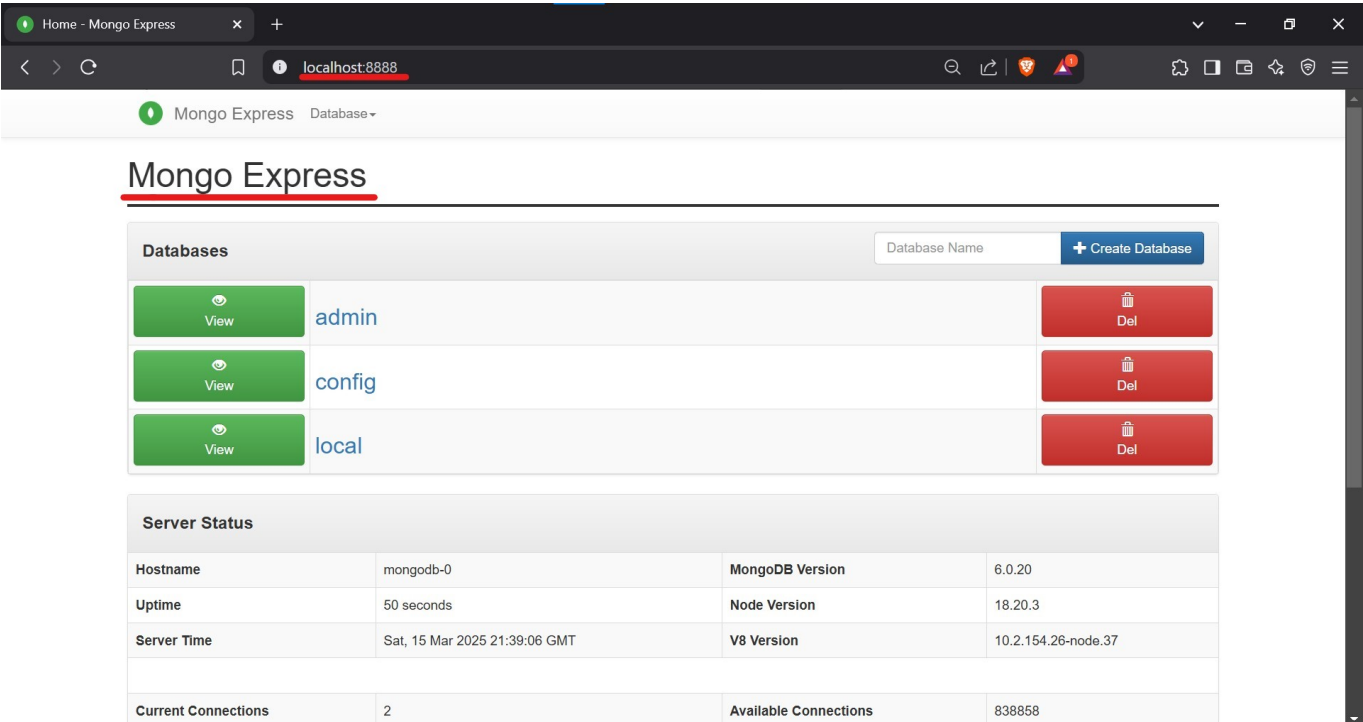 Home - Mongo Express
localhost:8888
1
Mongo Express Database
Mongo Express
Databases
Database Name
Create Database
View
admin
Del
View
config
Del
View
local
Del
Server Status
Hostname mongodb-0 MongoDB Version 6.0.20
Uptime 50 seconds Node Version 18.20.3
Server Time Sat, 15 Mar 2025 21:39:06 GMT V8 Version 10.2.154.26-node.37
Current Connections 2 Available Connections 838858